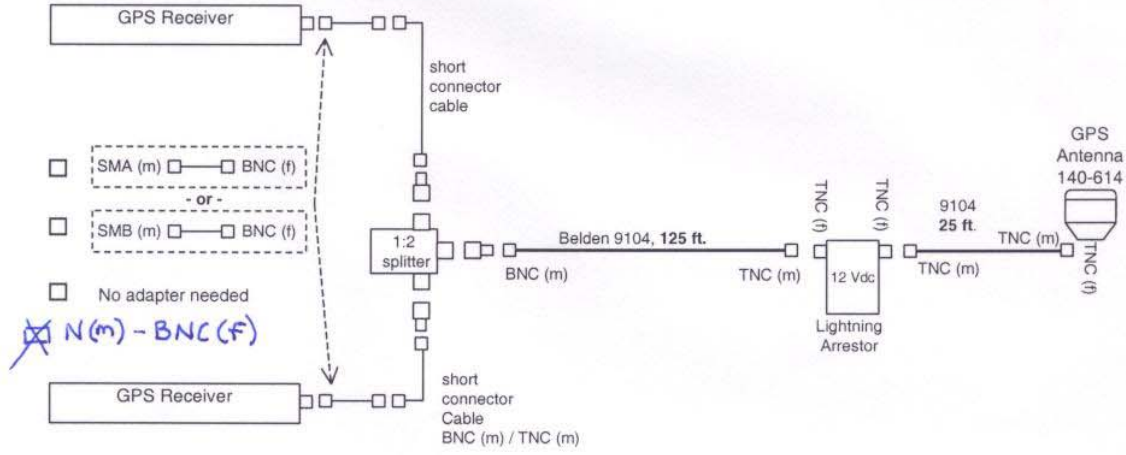 GPS Receiver
short
connector
cable
SMA (m) BNC (f)
- or -
SMB (m) BNC (f)
No adapter needed
N(m) - BNC(F)
1:2
splitter
Belden 9104, 125 ft.
BNC (m)
TNC (m)
TNC (f)
TNC (f)
12 Vdc
Lightning
Arrestor
9104
25 ft.
TNC (m)
TNC (m)
GPS
Antenna
140-614
TNC (f)
GPS Receiver
short
connector
Cable
BNC (m) / TNC (m)